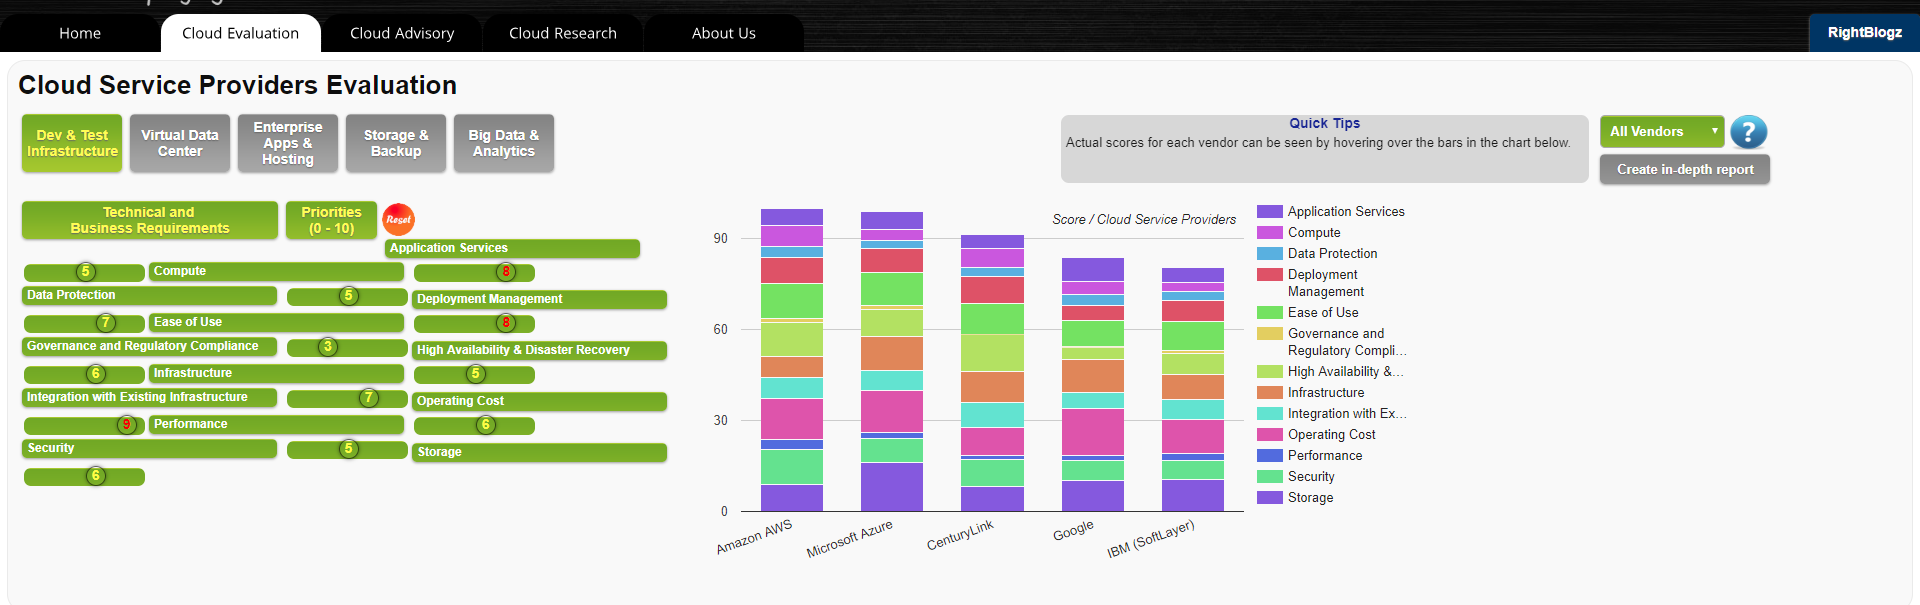 Home
Cloud Evaluation
Cloud Advisory
Cloud Research
About Us
RightBlogz
Cloud Service Providers Evaluation
Dev & Test
Infrastructure
Virtual Data
Center
Enterprise
Apps &
Hosting
Storage &
Backup
Big Data &
Analytics
Quick Tips
Actual scores for each vendor can be seen by hovering over the bars in the chart below.
All Vendors
?
Create in-depth report
Technical and
Business Requirements
Priorities
(0 - 10)
Reset
Application Services
5
Compute
8
Data Protection
5
Deployment Management
7
Ease of Use
8
Governance and Regulatory Compliance
3
High Availability & Disaster Recovery
6
Infrastructure
5
Integration with Existing Infrastructure
7
Operating Cost
9
Performance
6
Security
5
Storage
6
Score / Cloud Service Providers
90
60
30
0
Amazon AWS
Microsoft Azure
CenturyLink
Google
IBM (SoftLayer)
Application Services
Compute
Data Protection
Deployment
Management
Ease of Use
Governance and
Regulatory Compli...
High Availability &...
Infrastructure
Integration with Ex...
Operating Cost
Performance
Security
Storage